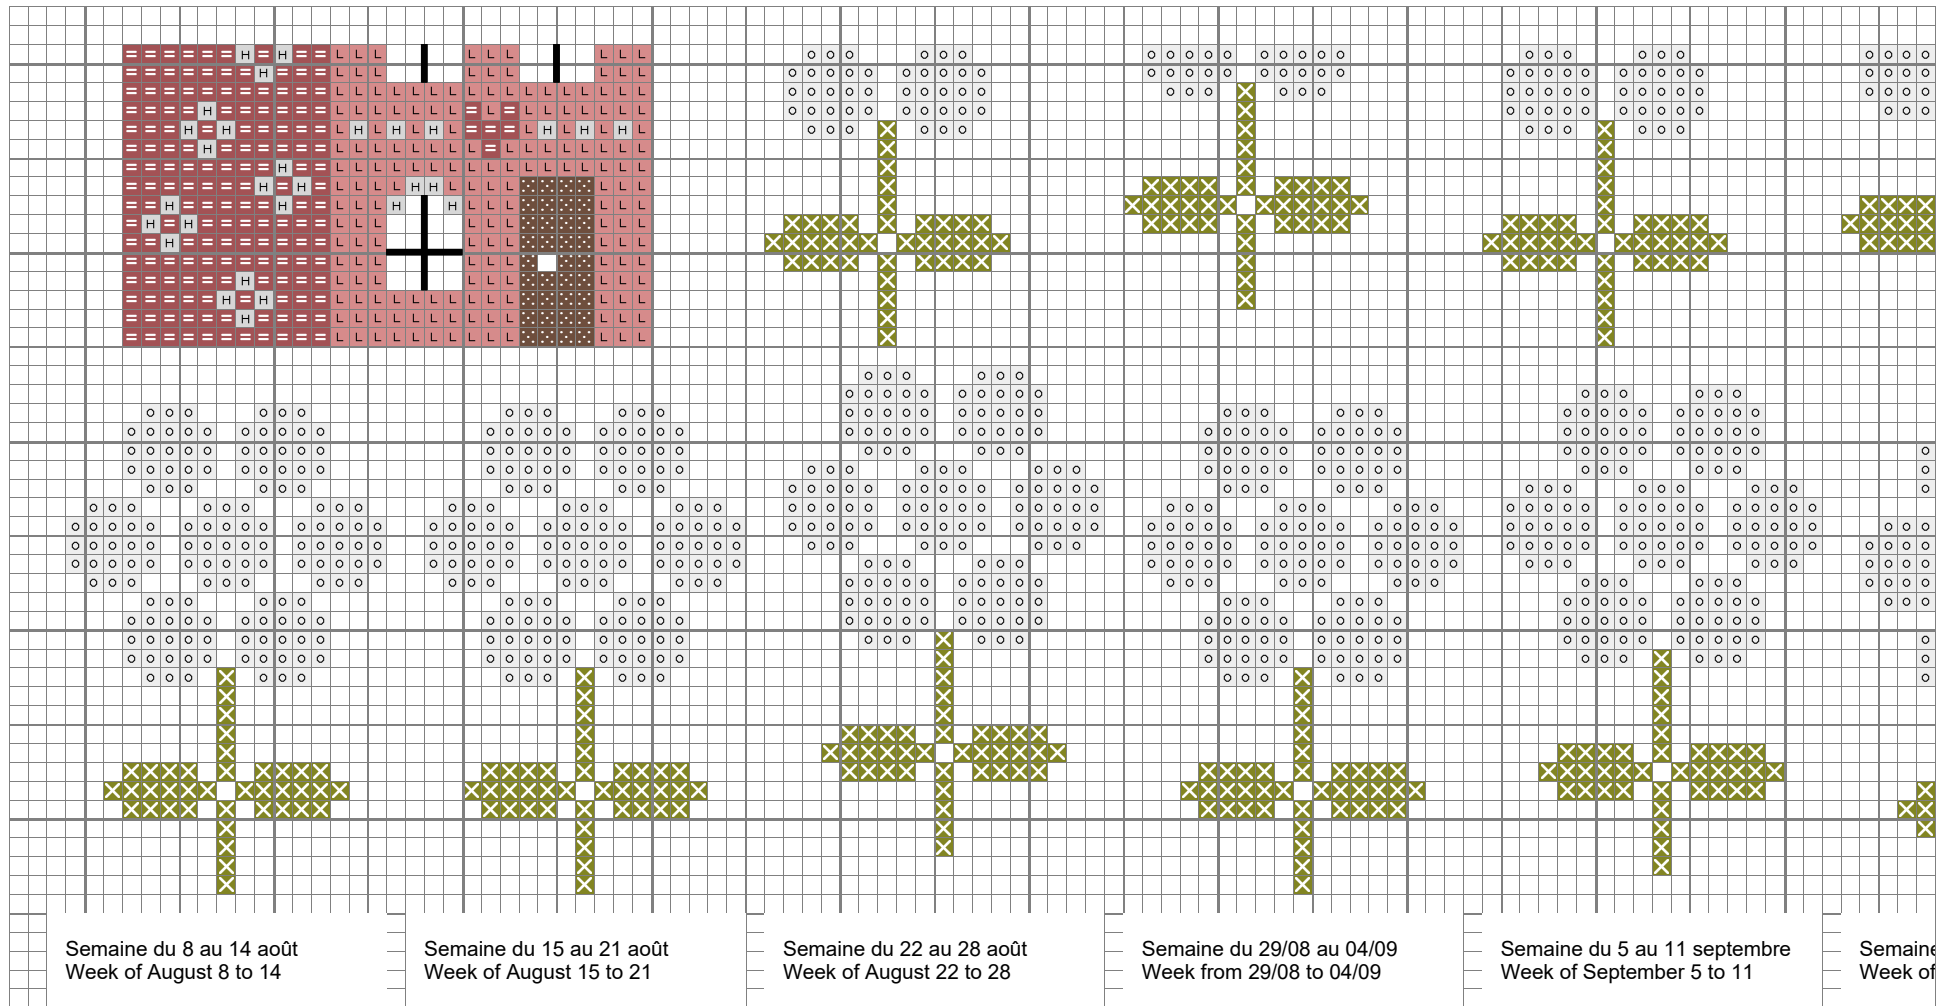 Semaine du 8 au 14 août
Week of August 8 to 14
Semaine du 15 au 21 août
Week of August 15 to 21
Semaine du 22 au 28 août
Week of August 22 to 28
Semaine du 29/08 au 04/09
Week from 29/08 to 04/09
Semaine du 5 au 11 septembre
Week of September 5 to 11
Semaine
Week of